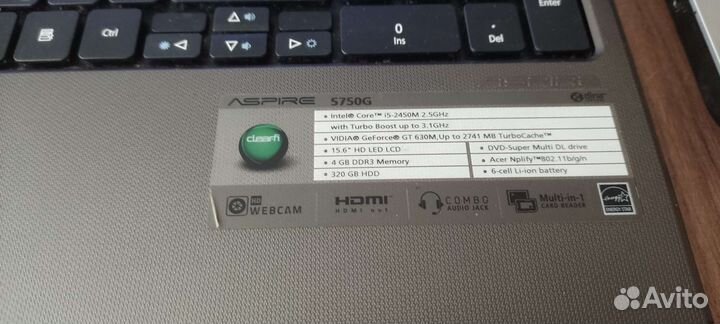 Enter
Ctrl
0
Ins
.
Del
ASPIRE 5750G
clear.fi
• Intel® Core™ i5-2450M 2.5GHz
with Turbo Boost up to 3.1GHz
• VIDIA® GeForce® GT 630M,Up to 2741 MB TurboCache™
• 15.6" HD LED LCD
• DVD-Super Multi DL drive
• 4 GB DDR3 Memory
• Acer Nplify™802.11b/g/n
• 320 GB HDD
• 6-cell Li-ion battery
HD WEBCAM
HDMI
HDMI out
COMBO
AUDIO JACK
Multi-in-1
CARD READER
ENERGY STAR
Avito